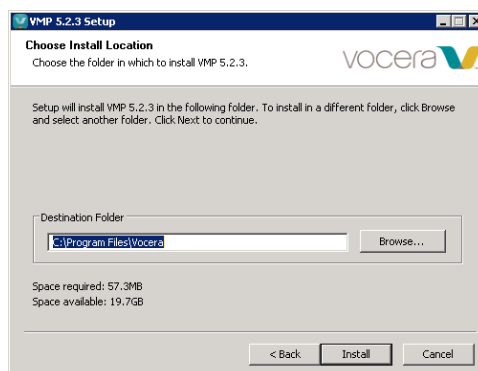 VMP 5.2.3 Setup
Choose Install Location
Choose the folder in which to install VMP 5.2.3.
vocera
Setup will install VMP 5.2.3 in the following folder. To install in a different folder, click Browse
and select another folder. Click Next to continue.
Destination Folder
C:\Program Files\Vocera
Browse...
Space required: 57.3MB
Space available: 19.7GB
< Back
Install
Cancel